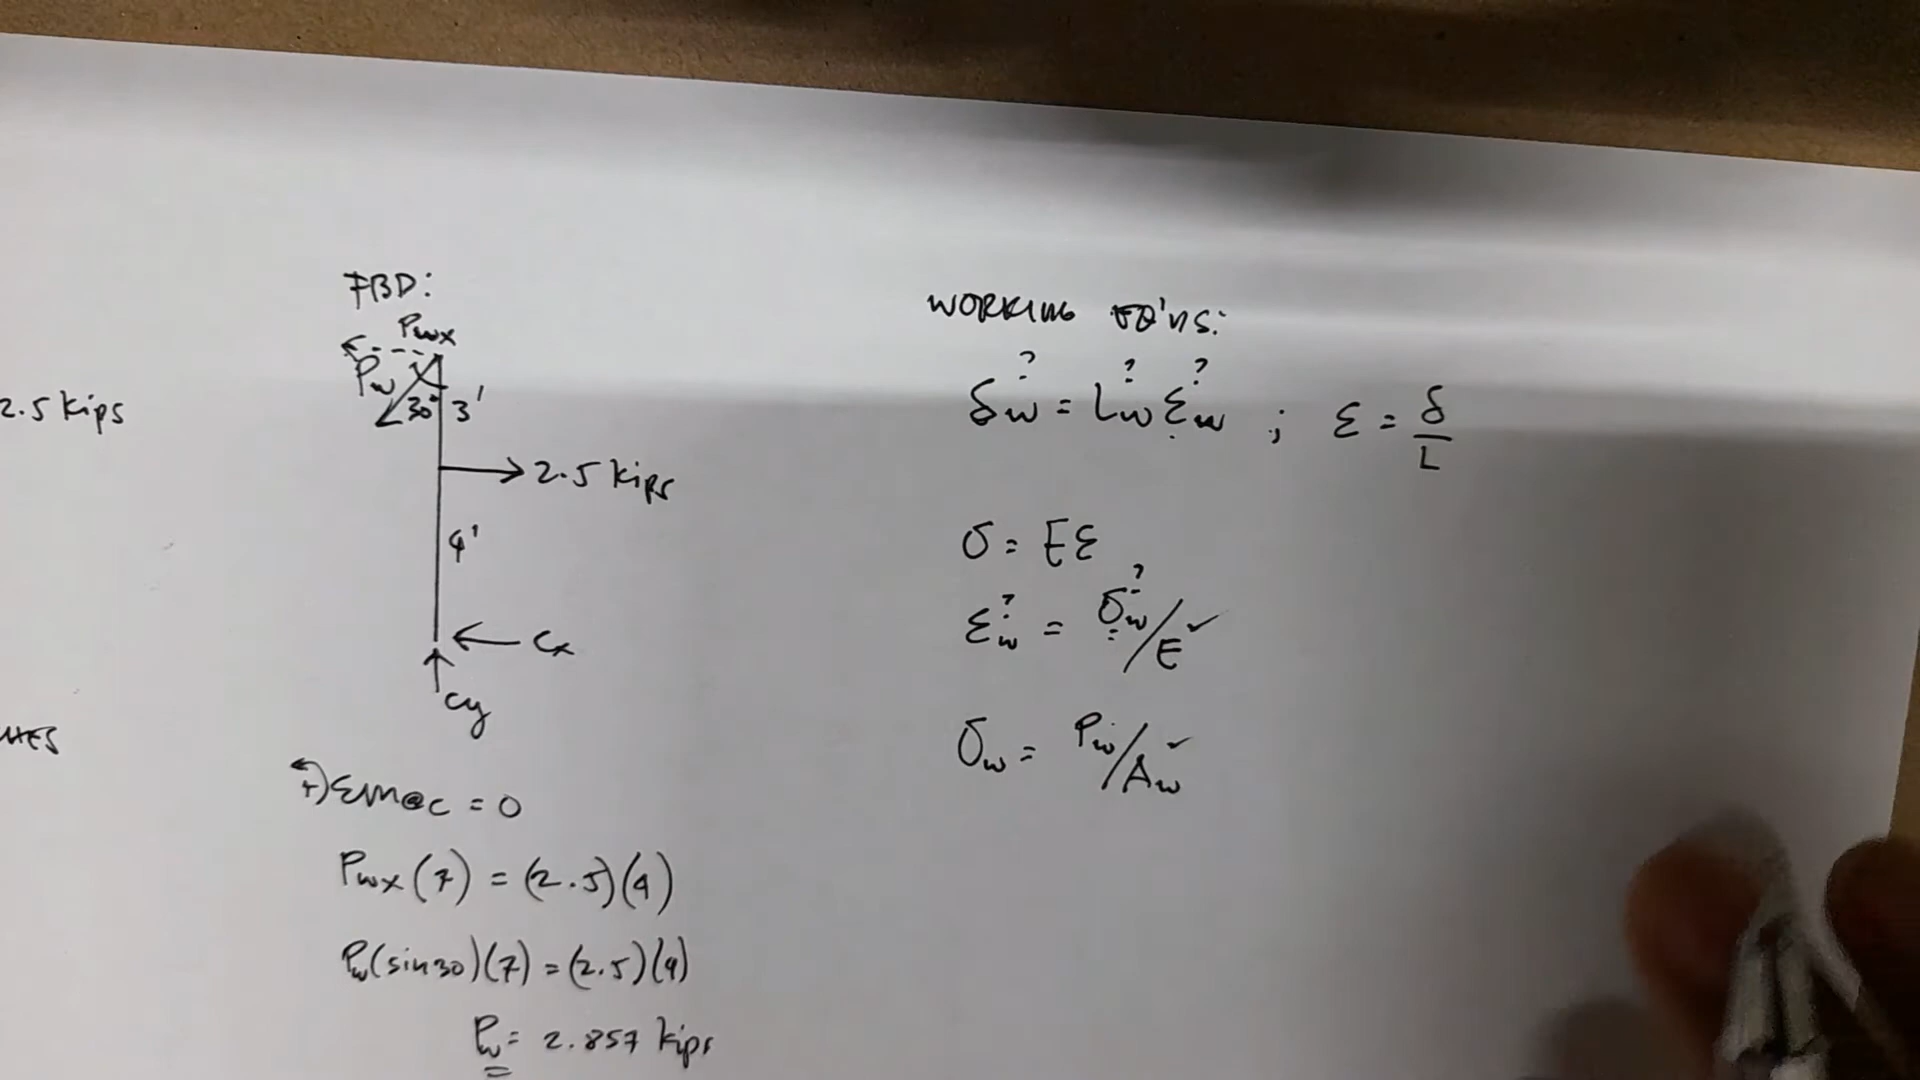 2.5 kips
FBD:
Pwx
Pw
30°
3'
2.5 kips
4'
Cx
Cy
+) ΣM@C = 0
Pwx (7) = (2.5)(4)
Pw(sin30)(7) = (2.5)(4)
Pw = 2.857 kips
WORKING EQ'nS:
? ? ?
δw = Lw εw ; ε = δ/L
σ = Eε
? ?
εw = σw/E ✓
σw = Pw/Aw ✓